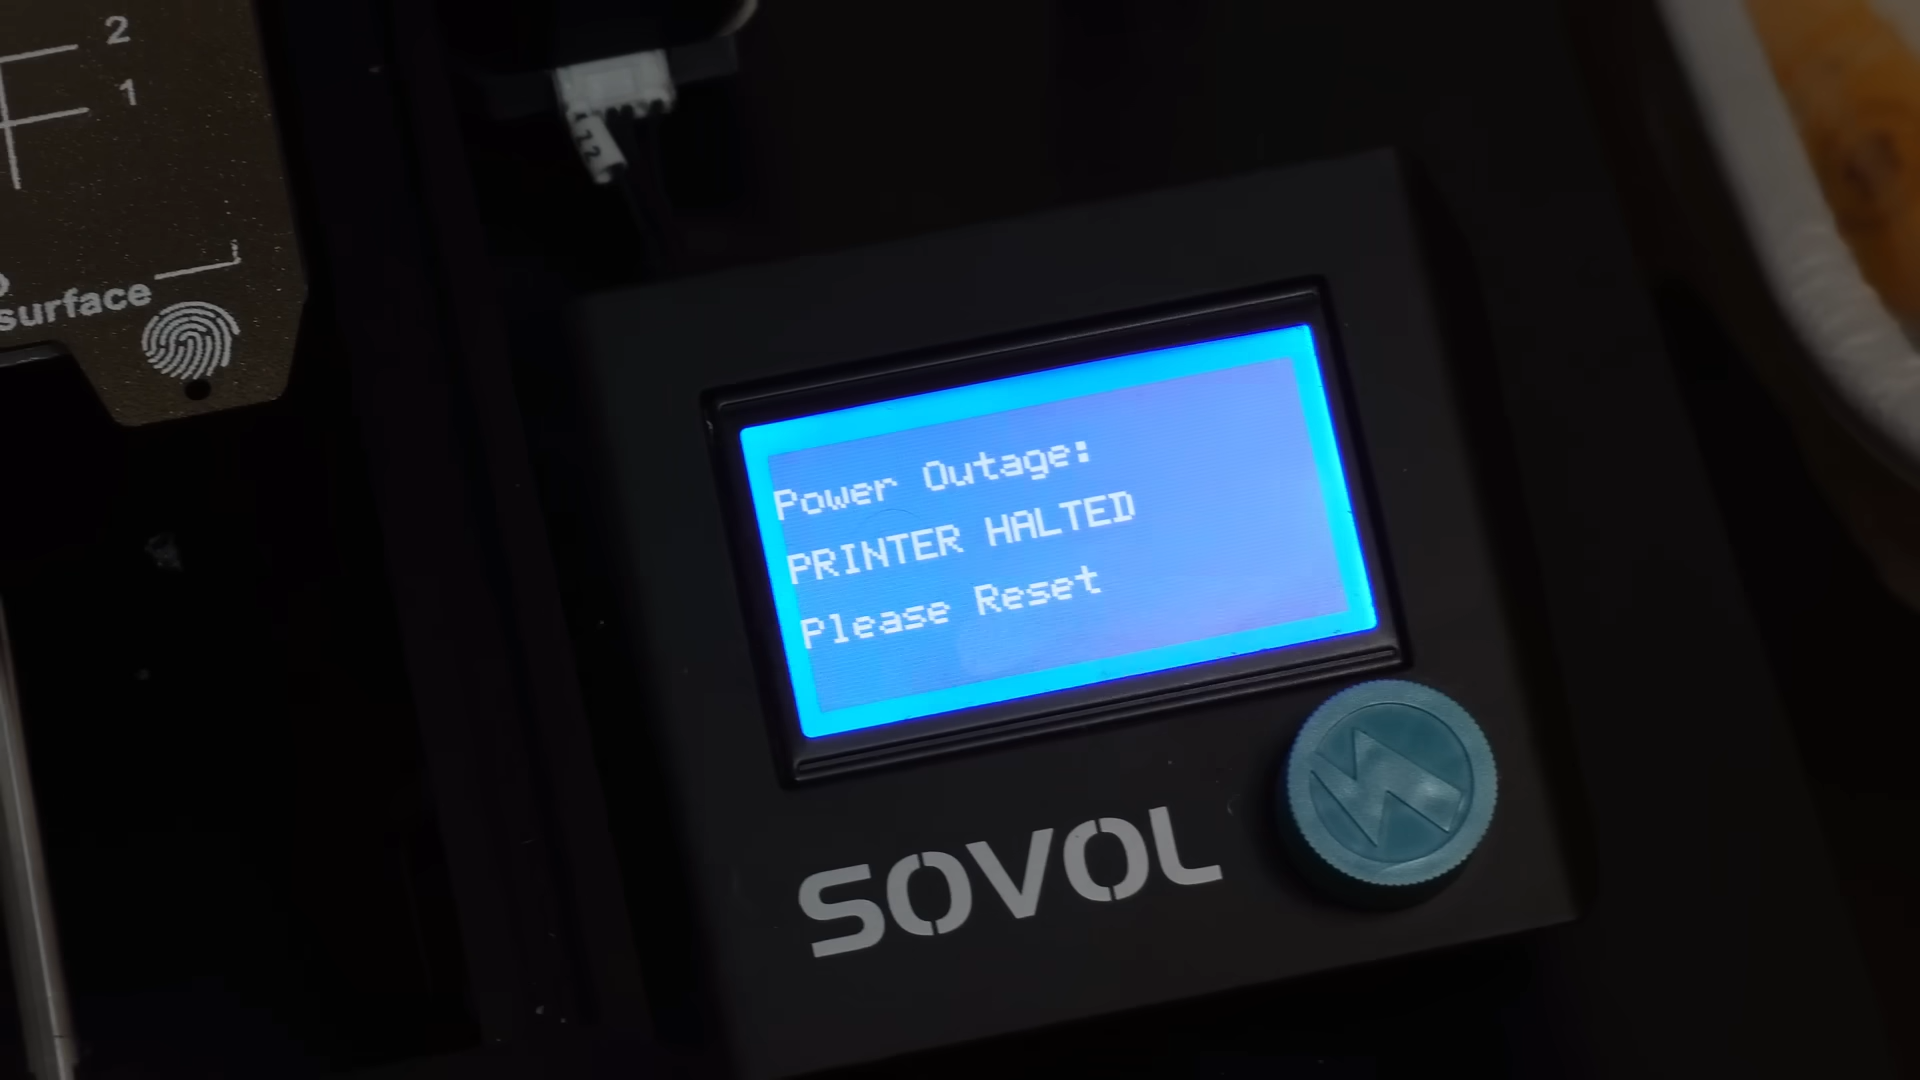 2
1
surface
Power Outage:
PRINTER HALTED
Please Reset
SOVOL